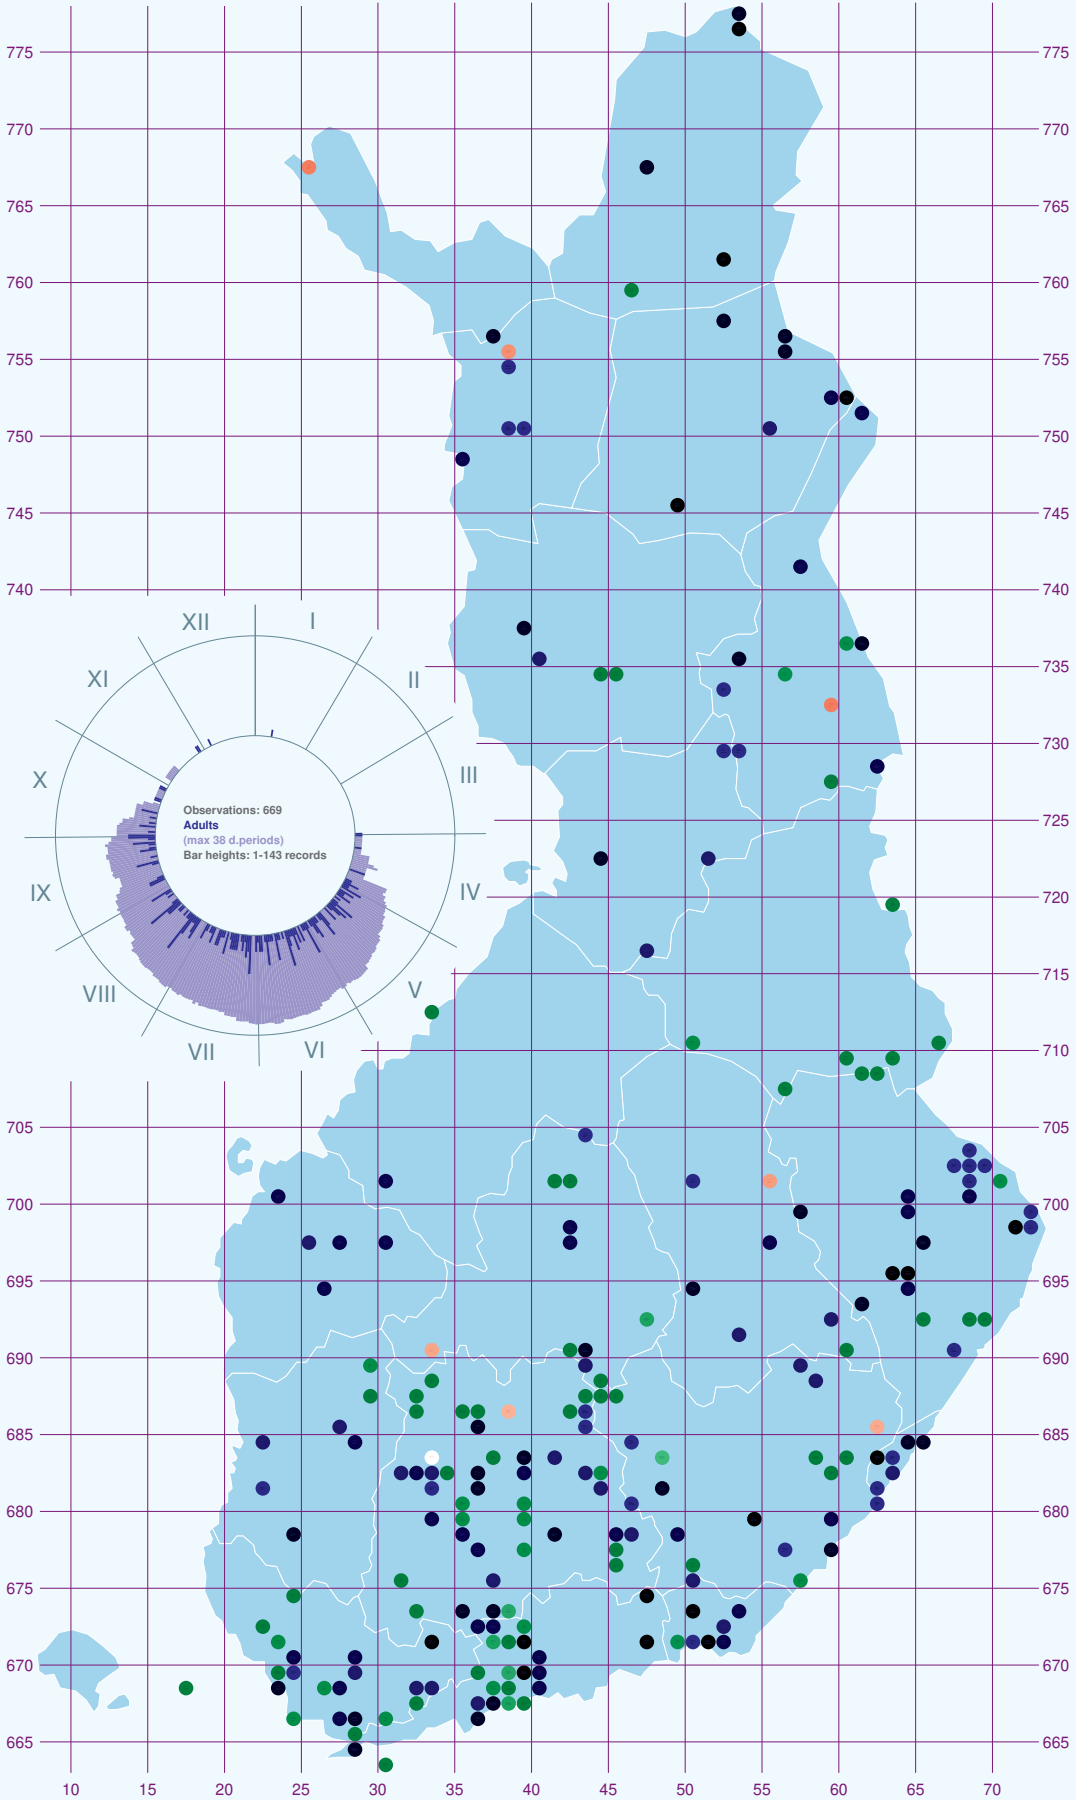 775 775
770 770
765 765
760 760
755 755
750 750
745 745
740 740
XII I
XI II
735 735
730 730
X III
Observations: 669
Adults
(max 38 d.periods)
Bar heights: 1-143 records
725 725
IX IV
720 720
715 715
VIII V
VII VI
710 710
705 705
700 700
695 695
690 690
685 685
680 680
675 675
670 670
665 665
10 15 20 25 30 35 40 45 50 55 60 65 70